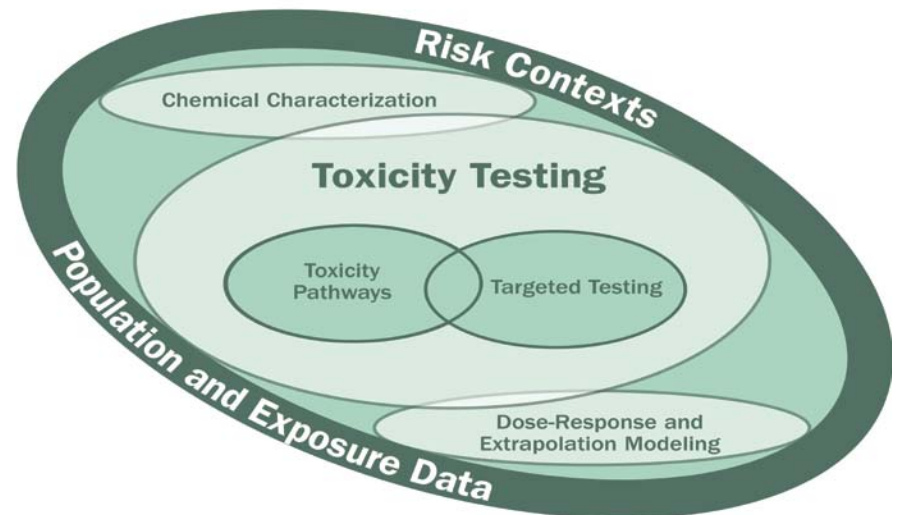 Risk Contexts
Chemical Characterization
Toxicity Testing
Toxicity
Pathways
Targeted Testing
Population and Exposure Data
Dose-Response and
Extrapolation Modeling